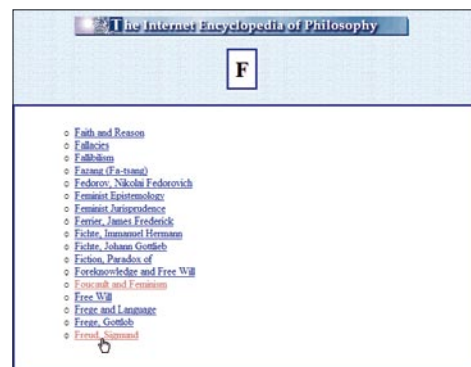 The Internet Encyclopedia of Philosophy
F
Faith and Reason
Fallacies
Fallibilism
Fazang (Fa-tsang)
Fedorov, Nikolai Fedorovich
Feminist Epistemology
Feminist Jurisprudence
Ferrier, James Frederick
Fichte, Immanuel Hermann
Fichte, Johann Gottlieb
Fiction, Paradox of
Foreknowledge and Free Will
Foucault and Feminism
Free Will
Frege and Language
Frege, Gottlob
Freud, Sigmund